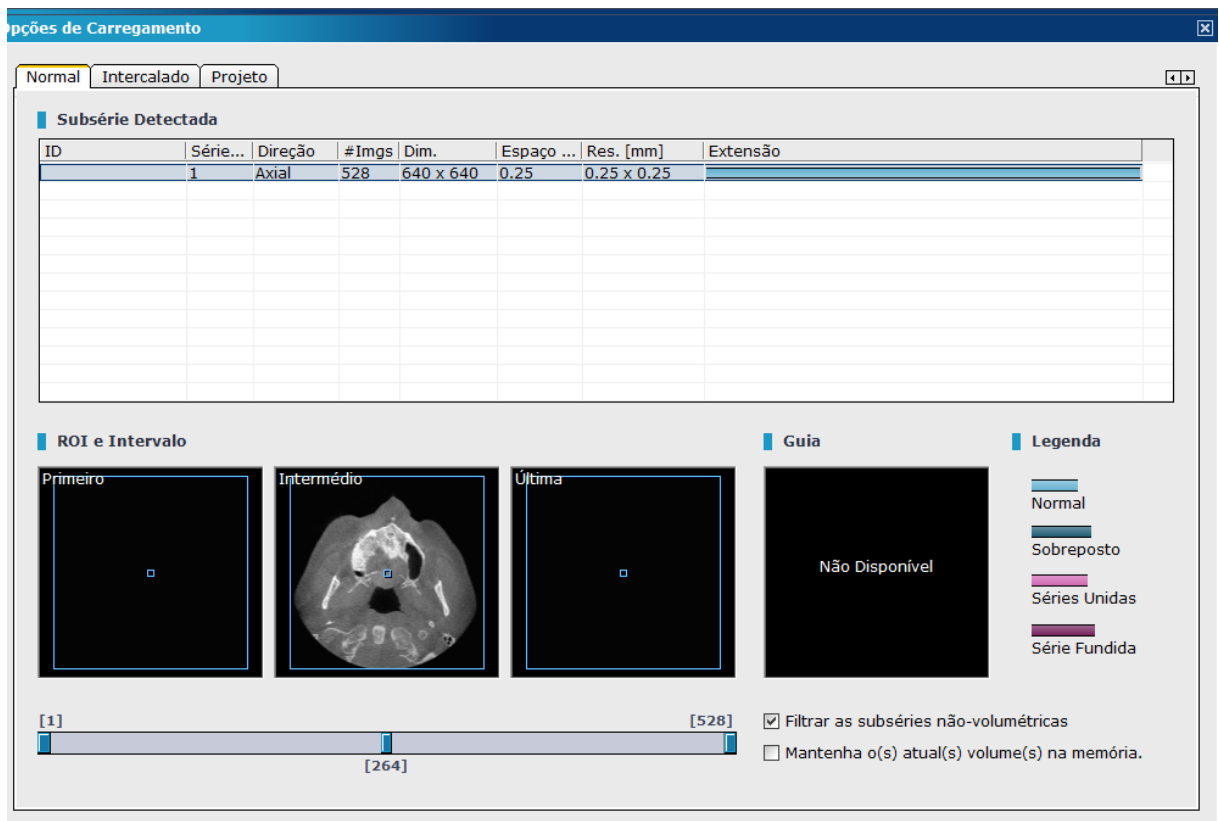 pções de Carregamento
Normal Intercalado Projeto
Subsérie Detectada
ID Série... Direção #Imgs Dim. Espaço ... Res. [mm] Extensão
1 Axial 528 640 x 640 0.25 0.25 x 0.25
ROI e Intervalo Guia Legenda
Primeiro Intermédio Última
Normal
Sobreposto
Não Disponível
Séries Unidas
Série Fundida
[1] [528] Filtrar as subséries não-volumétricas
[264] Mantenha o(s) atual(s) volume(s) na memória.